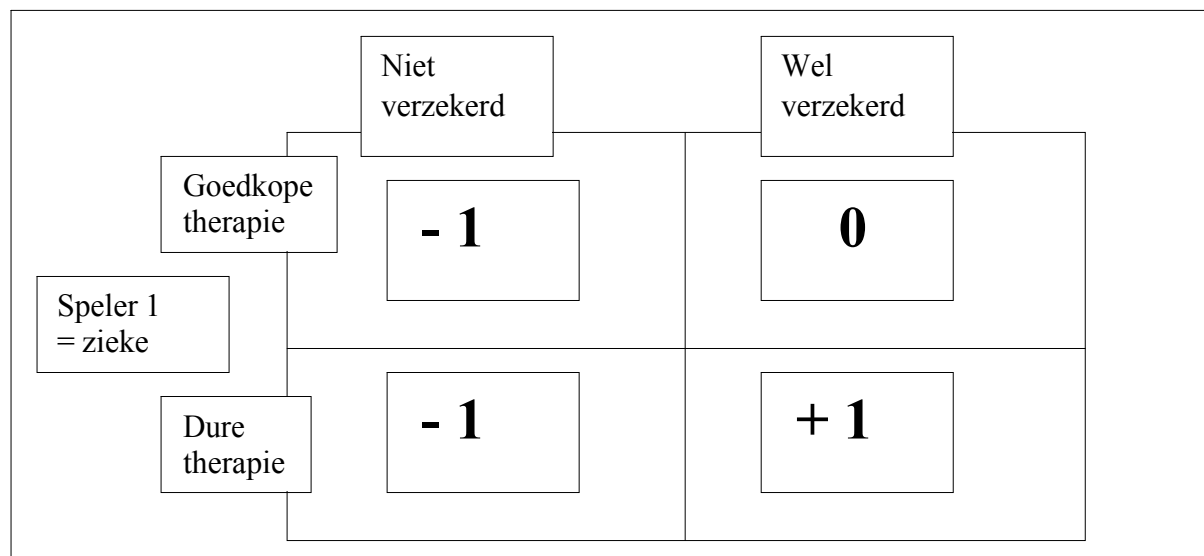 Niet
verzekerd
Wel
verzekerd
Goedkope
therapie
- 1
0
Speler 1
= zieke
Dure
therapie
- 1
+ 1